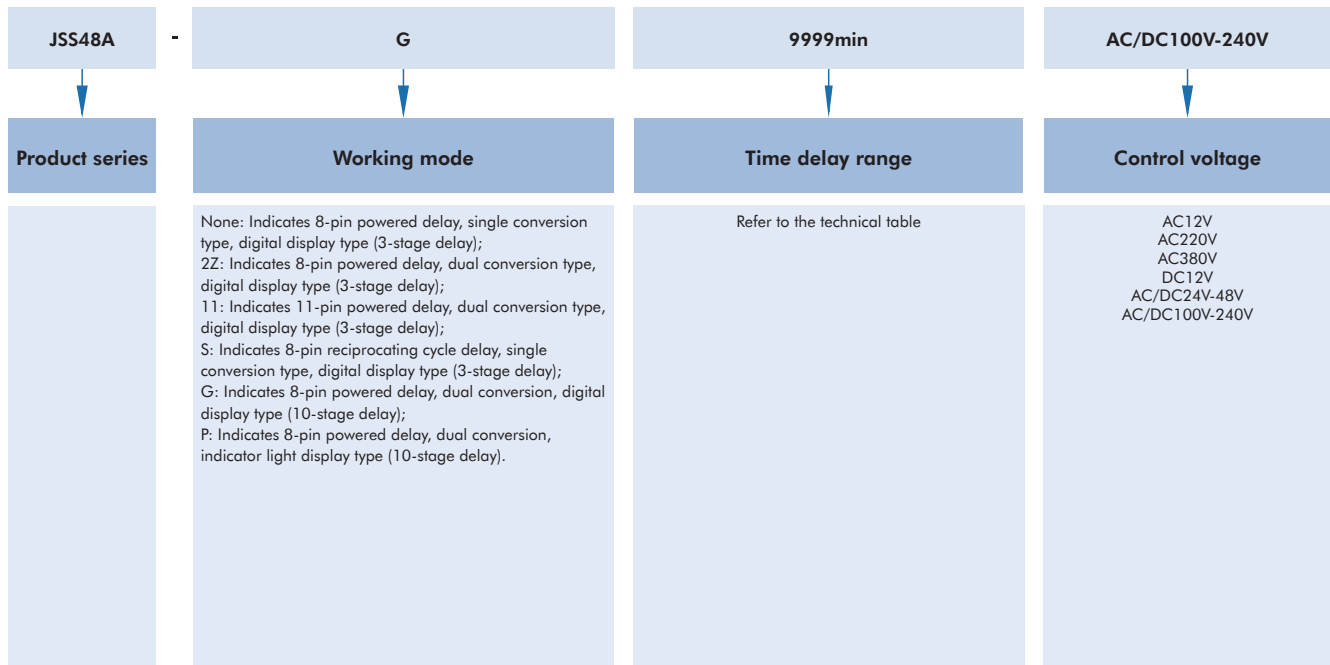 JSS48A - G 9999min AC/DC100V-240V
Product series Working mode Time delay range Control voltage
None: Indicates 8-pin powered delay, single conversion
type, digital display type (3-stage delay);
2Z: Indicates 8-pin powered delay, dual conversion type,
digital display type (3-stage delay);
11: Indicates 11-pin powered delay, dual conversion type,
digital display type (3-stage delay);
S: Indicates 8-pin reciprocating cycle delay, single
conversion type, digital display type (3-stage delay);
G: Indicates 8-pin powered delay, dual conversion, digital
display type (10-stage delay);
P: Indicates 8-pin powered delay, dual conversion,
indicator light display type (10-stage delay).
Refer to the technical table
AC12V
AC220V
AC380V
DC12V
AC/DC24V-48V
AC/DC100V-240V